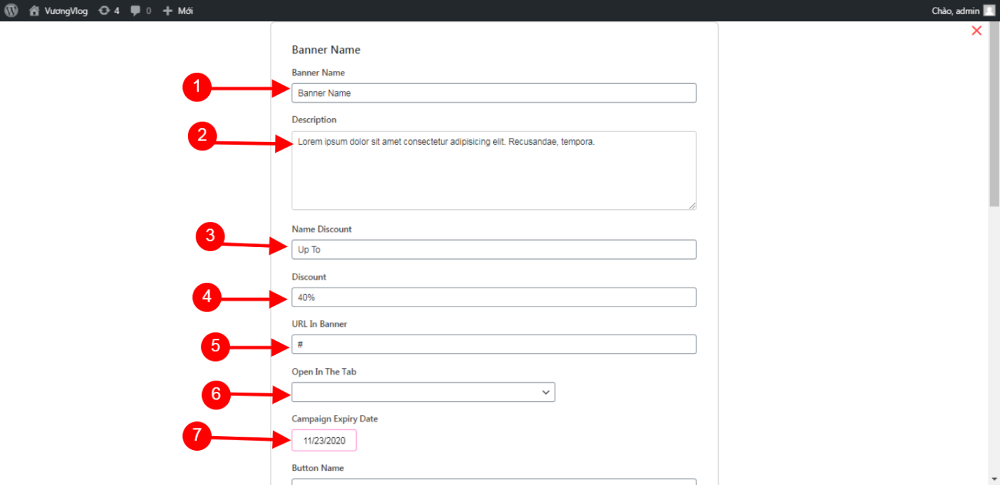 VươngVlog 4 0 Mới Chào, admin
Banner Name
Banner Name
1
Banner Name
Description
2
Lorem ipsum dolor sit amet consectetur adipisicing elit. Recusandae, tempora.
Name Discount
3
Up To
Discount
4
40%
URL In Banner
5
#
Open In The Tab
6
Campaign Expiry Date
7
11/23/2020
Button Name